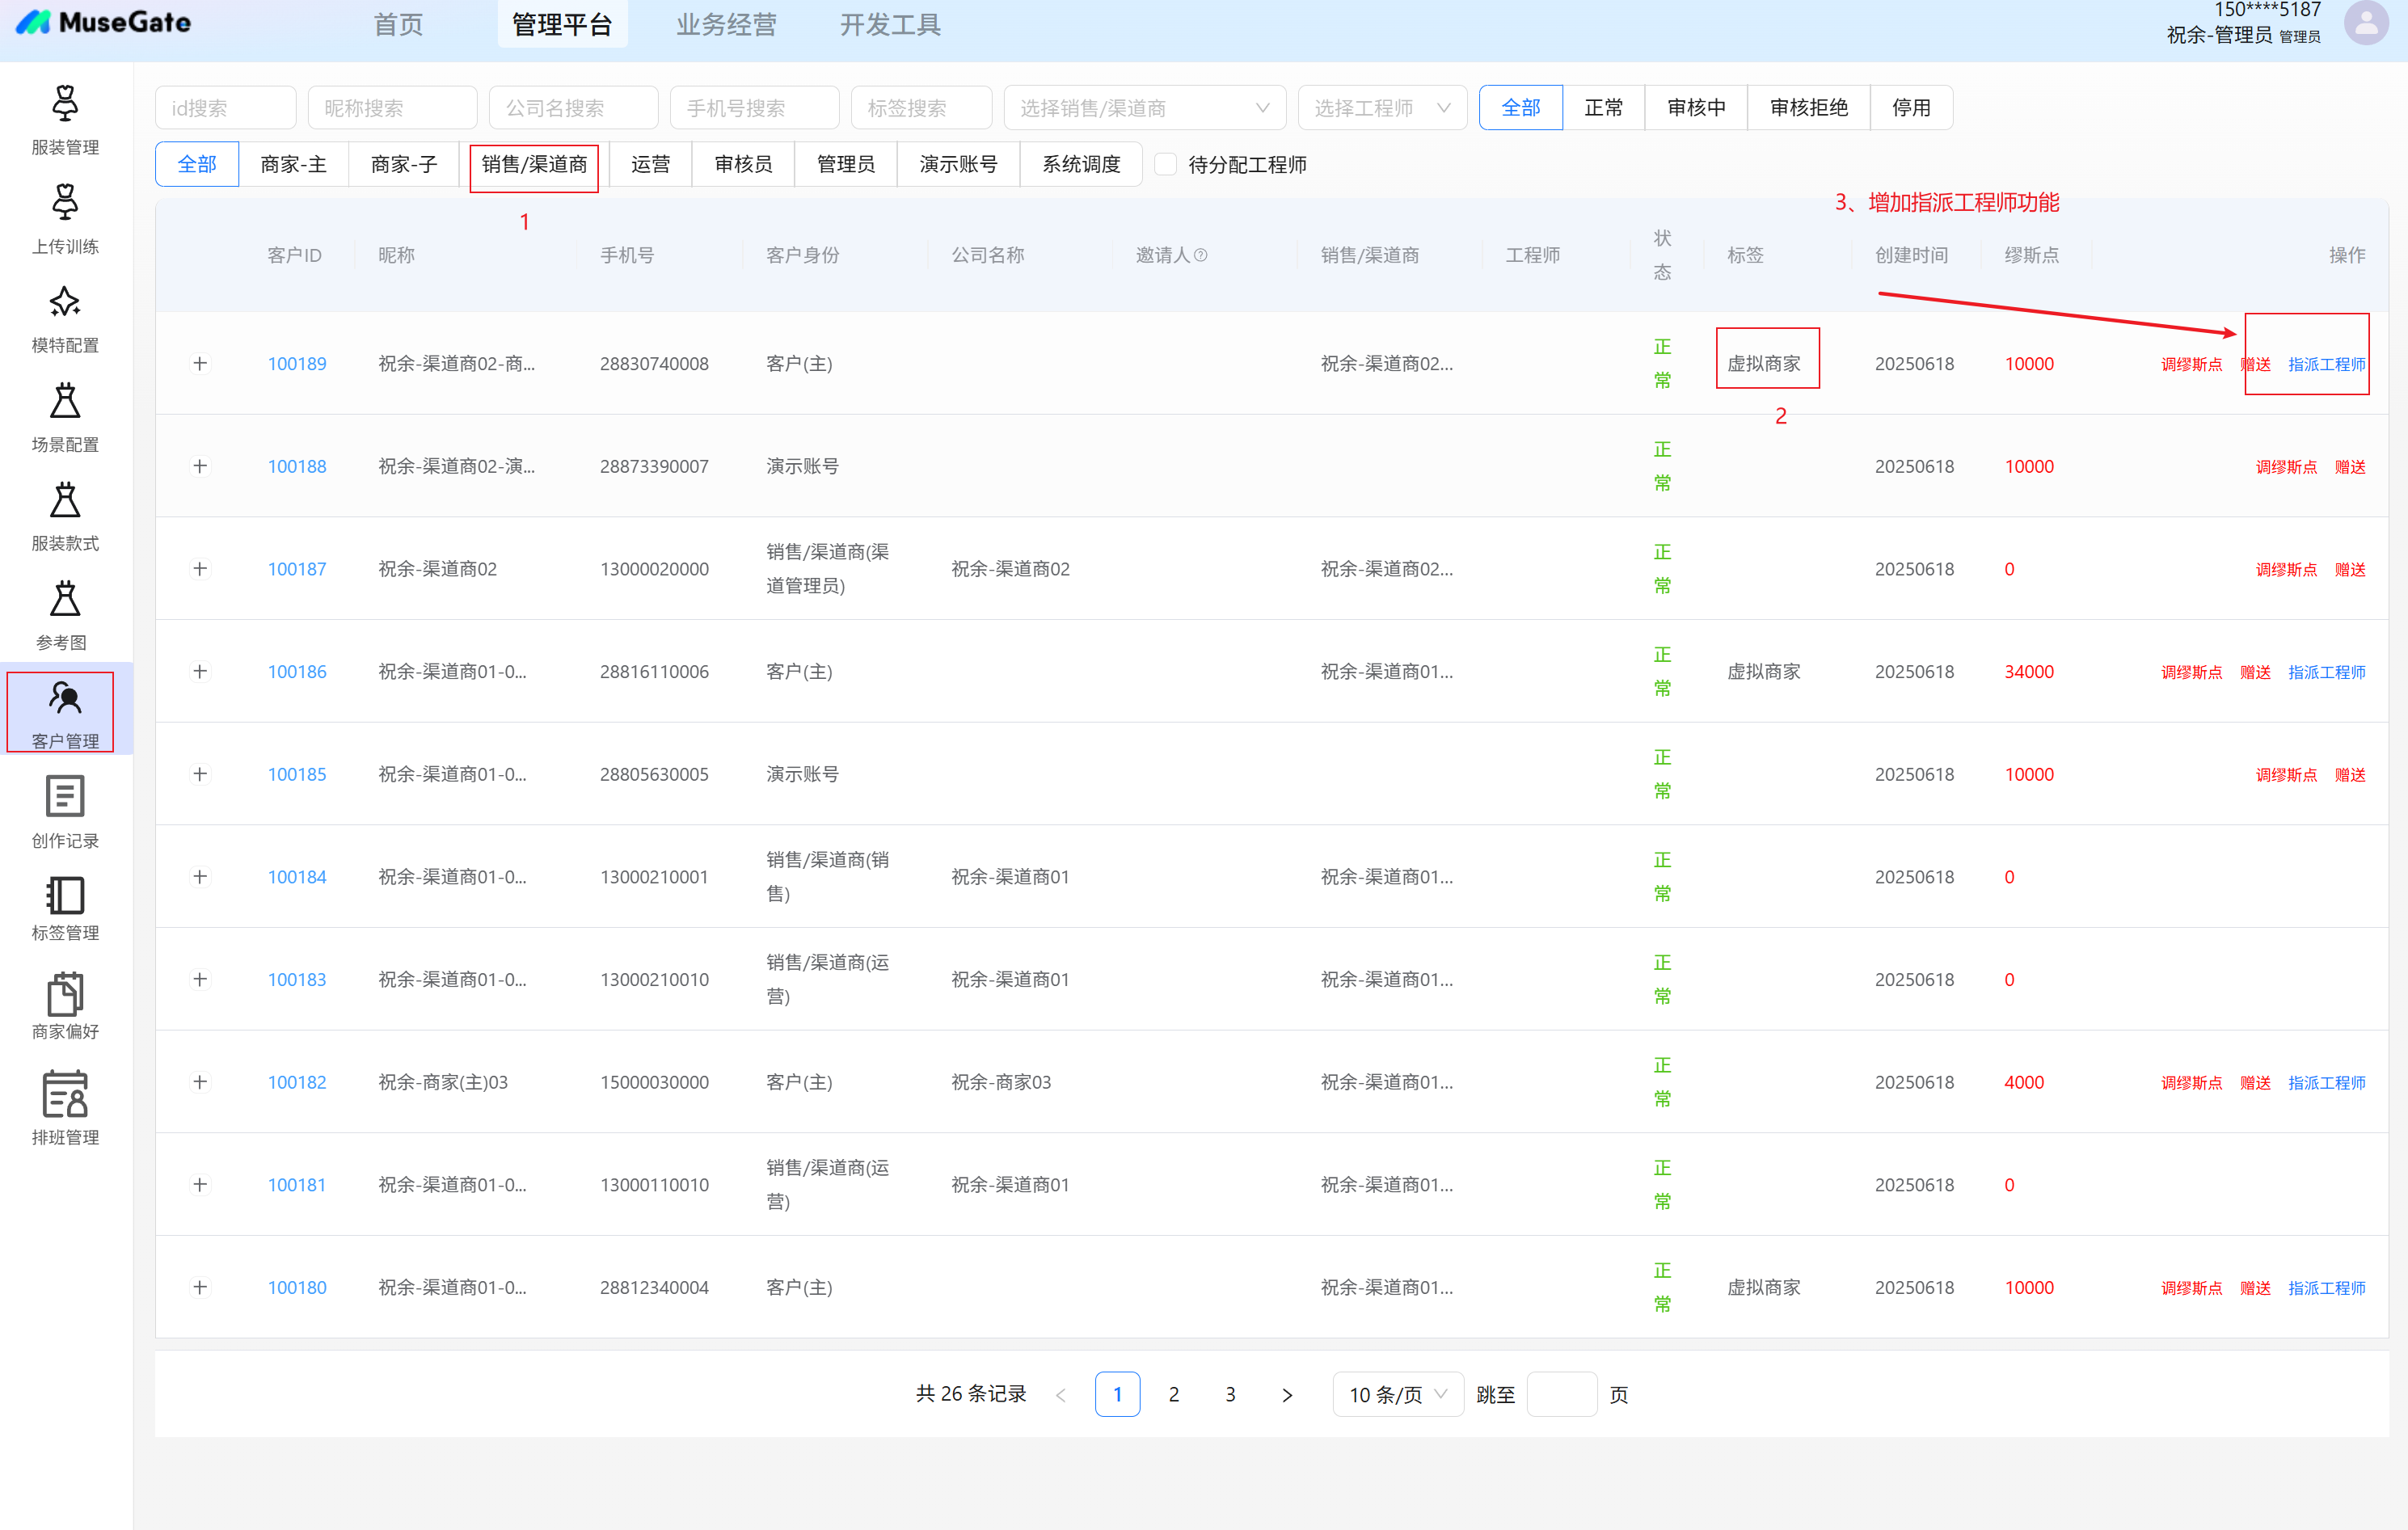 MuseGate
首页
管理平台
业务经营
开发工具
150****5187
祝余-管理员 管理员
服装管理
上传训练
模特配置
场景配置
服装款式
参考图
客户管理
创作记录
标签管理
商家偏好
排班管理
id搜索 昵称搜索 公司名搜索 手机号搜索 标签搜索 选择销售/渠道商 选择工程师 全部 正常 审核中 审核拒绝 停用
全部 商家-主 商家-子 销售/渠道商 运营 审核员 管理员 演示账号 系统调度 待分配工程师
1
3、增加指派工程师功能
客户ID 昵称 手机号 客户身份 公司名称 邀请人 销售/渠道商 工程师 状态 标签 创建时间 缪斯点 操作
100189 祝余-渠道商02-商... 28830740008 客户(主) 祝余-渠道商02... 正常 虚拟商家 20250618 10000 调缪斯点 赠送 指派工程师
2
100188 祝余-渠道商02-演... 28873390007 演示账号 正常 20250618 10000 调缪斯点 赠送
100187 祝余-渠道商02 13000020000 销售/渠道商(渠道管理员) 祝余-渠道商02 祝余-渠道商02... 正常 20250618 0 调缪斯点 赠送
100186 祝余-渠道商01-0... 28816110006 客户(主) 祝余-渠道商01... 正常 虚拟商家 20250618 34000 调缪斯点 赠送 指派工程师
100185 祝余-渠道商01-0... 28805630005 演示账号 正常 20250618 10000 调缪斯点 赠送
100184 祝余-渠道商01-0... 13000210001 销售/渠道商(销售) 祝余-渠道商01 祝余-渠道商01... 正常 20250618 0
100183 祝余-渠道商01-0... 13000210010 销售/渠道商(运营) 祝余-渠道商01 祝余-渠道商01... 正常 20250618 0
100182 祝余-商家(主)03 15000030000 客户(主) 祝余-商家03 祝余-渠道商01... 正常 20250618 4000 调缪斯点 赠送 指派工程师
100181 祝余-渠道商01-0... 13000110010 销售/渠道商(运营) 祝余-渠道商01 祝余-渠道商01... 正常 20250618 0
100180 祝余-渠道商01-0... 28812340004 客户(主) 祝余-渠道商01... 正常 虚拟商家 20250618 10000 调缪斯点 赠送 指派工程师
共 26 条记录 < 1 2 3 > 10 条/页 跳至 页